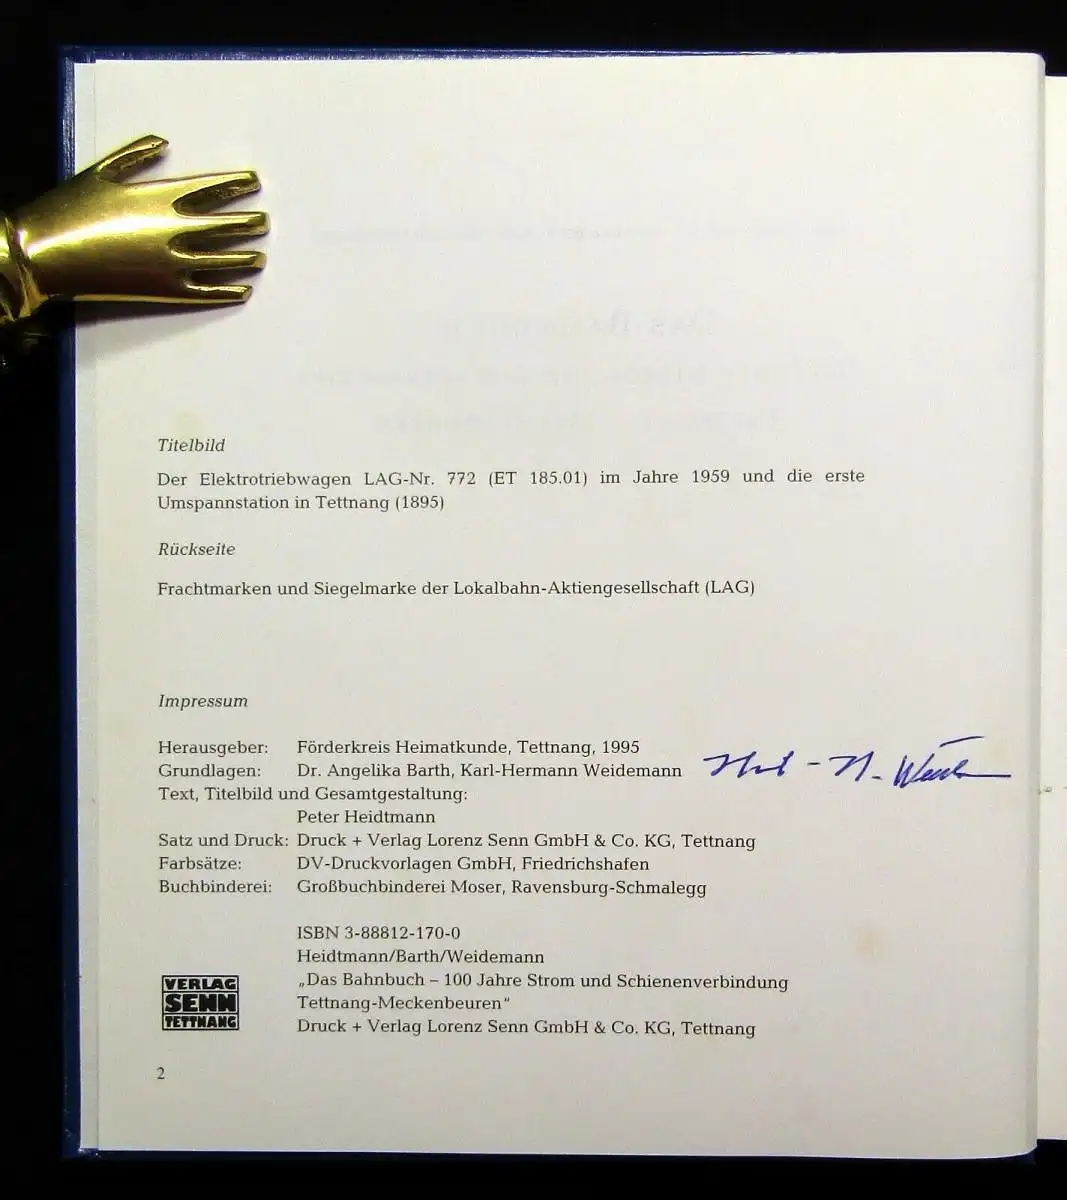 Titelbild
Der Elektrotriebwagen LAG-Nr. 772 (ET 185.01) im Jahre 1959 und die erste
Umspannstation in Tettnang (1895)
Rückseite
Frachtmarken und Siegelmarke der Lokalbahn-Aktiengesellschaft (LAG)
Impressum
Herausgeber: Förderkreis Heimatkunde, Tettnang, 1995
Grundlagen: Dr. Angelika Barth, Karl-Hermann Weidemann
Text, Titelbild und Gesamtgestaltung:
Peter Heidtmann
Satz und Druck: Druck + Verlag Lorenz Senn GmbH & Co. KG, Tettnang
Farbsätze: DV-Druckvorlagen GmbH, Friedrichshafen
Buchbinderei: Großbuchbinderei Moser, Ravensburg-Schmalegg
ISBN 3-88812-170-0
Heidtmann/Barth/Weidemann
„Das Bahnbuch – 100 Jahre Strom und Schienenverbindung
Tettnang-Meckenbeuren"
Druck + Verlag Lorenz Senn GmbH & Co. KG, Tettnang
VERLAG
SENN
TETTNANG
2